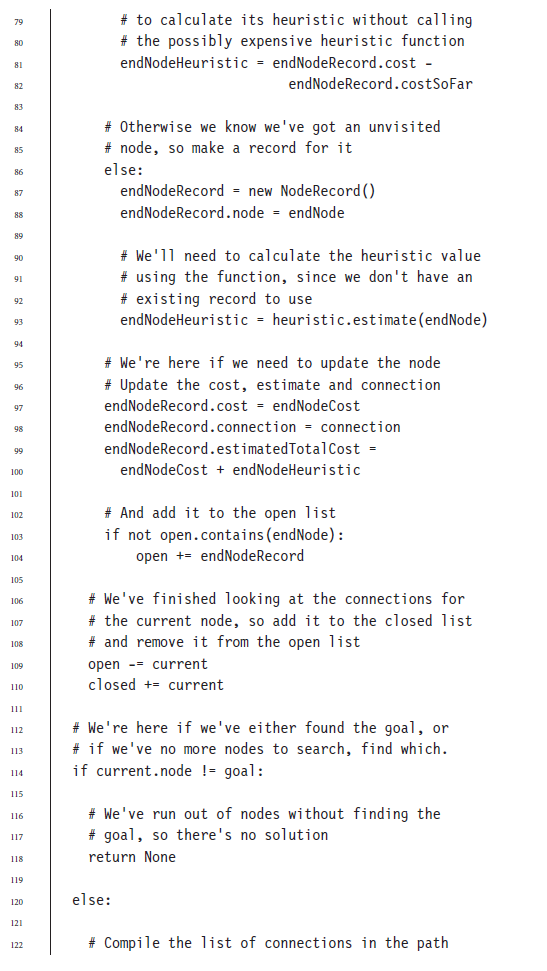 79 # to calculate its heuristic without calling
80 # the possibly expensive heuristic function
81 endNodeHeuristic = endNodeRecord.cost -
82 endNodeRecord.costSoFar
83
84 # Otherwise we know we've got an unvisited
85 # node, so make a record for it
86 else:
87 endNodeRecord = new NodeRecord()
88 endNodeRecord.node = endNode
89
90 # We'll need to calculate the heuristic value
91 # using the function, since we don't have an
92 # existing record to use
93 endNodeHeuristic = heuristic.estimate(endNode)
94
95 # We're here if we need to update the node
96 # Update the cost, estimate and connection
97 endNodeRecord.cost = endNodeCost
98 endNodeRecord.connection = connection
99 endNodeRecord.estimatedTotalCost =
100 endNodeCost + endNodeHeuristic
101
102 # And add it to the open list
103 if not open.contains(endNode):
104 open += endNodeRecord
105
106 # We've finished looking at the connections for
107 # the current node, so add it to the closed list
108 # and remove it from the open list
109 open -= current
110 closed += current
111
112 # We're here if we've either found the goal, or
113 # if we've no more nodes to search, find which.
114 if current.node != goal:
115
116 # We've run out of nodes without finding the
117 # goal, so there's no solution
118 return None
119
120 else:
121
122 # Compile the list of connections in the path